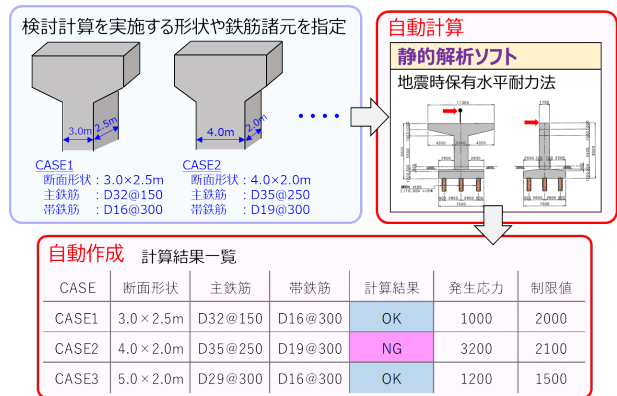 検討計算を実施する形状や鉄筋諸元を指定
3.0m
2.5m
4.0m
2.0m
CASE1
断面形状：3.0×2.5m
主鉄筋：D32@150
帯鉄筋：D16@300
CASE2
断面形状：4.0×2.0m
主鉄筋：D35@250
帯鉄筋：D19@300
・・・・
自動計算
静的解析ソフト
地震時保有水平耐力法
自動作成 計算結果一覧
CASE 断面形状 主鉄筋 帯鉄筋 計算結果 発生応力 制限値
CASE1 3.0×2.5m D32@150 D16@300 OK 1000 2000
CASE2 4.0×2.0m D35@250 D19@300 NG 3200 2100
CASE3 5.0×2.0m D29@300 D16@300 OK 1200 1500